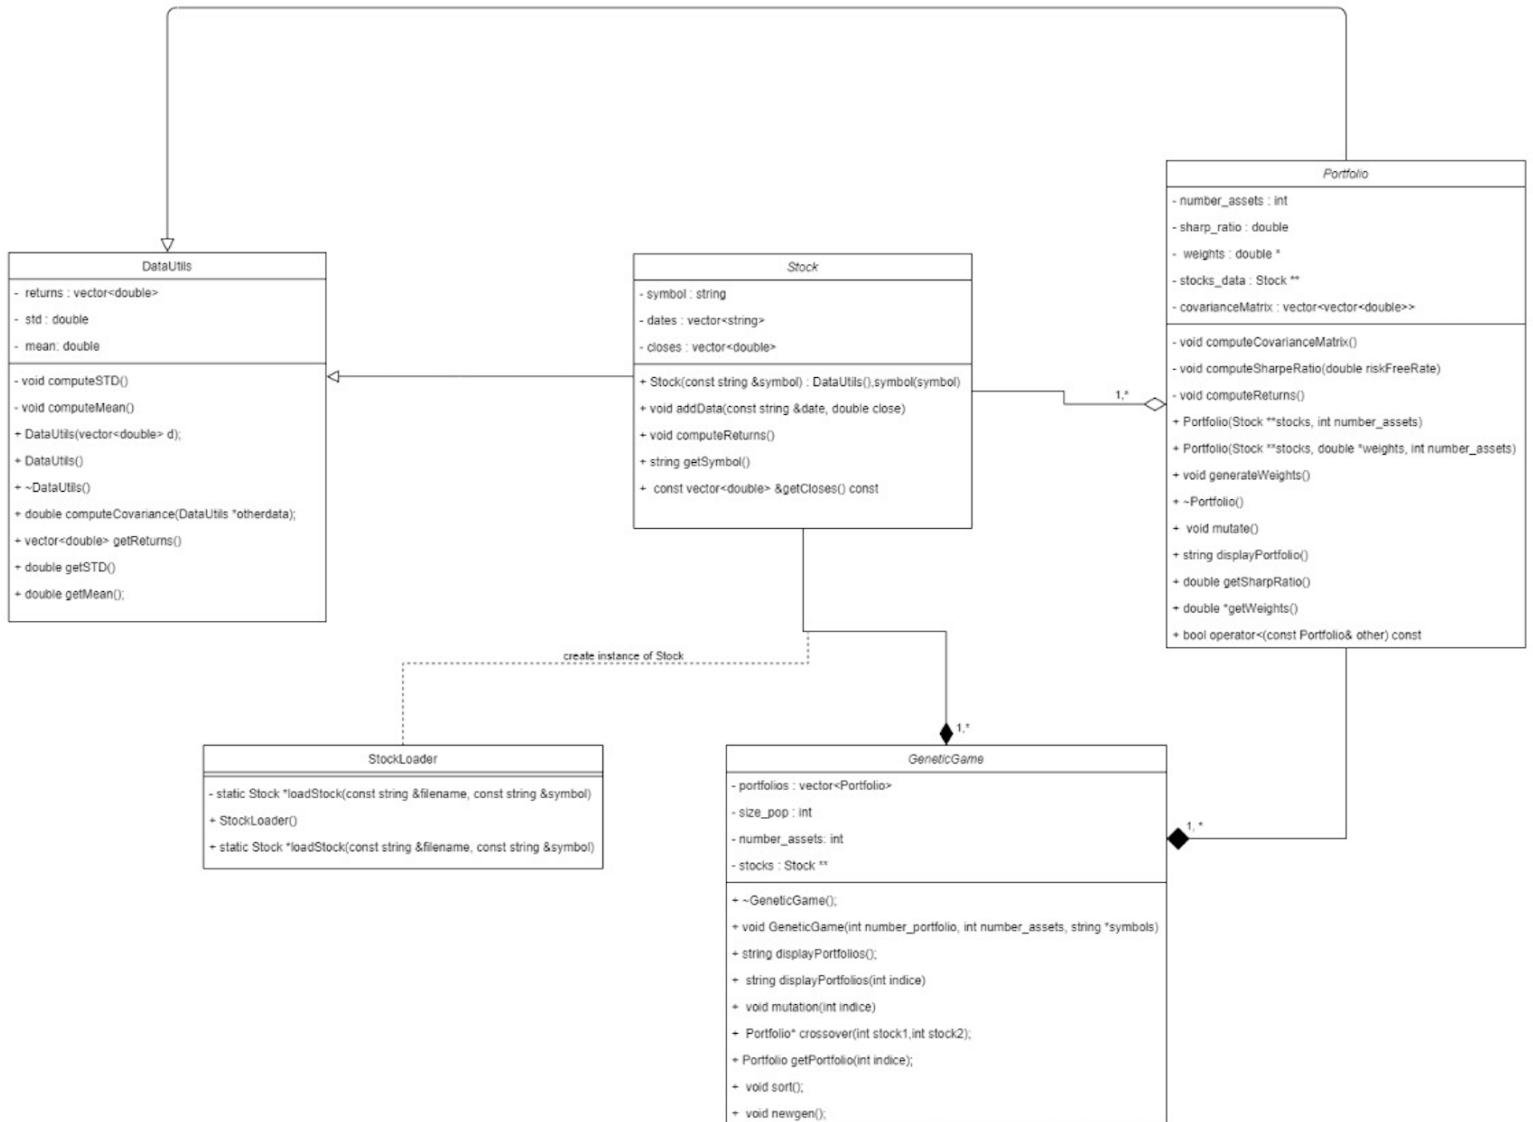 DataUtils
- returns : vector<double>
- std : double
- mean: double
- void computeSTD()
- void computeMean()
+ DataUtils(vector<double> d);
+ DataUtils()
+ ~DataUtils()
+ double computeCovariance(DataUtils *otherdata);
+ vector<double> getReturns()
+ double getSTD()
+ double getMean();
Stock
- symbol : string
- dates : vector<string>
- closes : vector<double>
+ Stock(const string &symbol) : DataUtils(),symbol(symbol)
+ void addData(const string &date, double close)
+ void computeReturns()
+ string getSymbol()
+ const vector<double> &getCloses() const
1,*
Portfolio
- number_assets : int
- sharp_ratio : double
- weights : double *
- stocks_data : Stock **
- covarianceMatrix : vector<vector<double>>
- void computeCovarianceMatrix()
- void computeSharpeRatio(double riskFreeRate)
- void computeReturns()
+ Portfolio(Stock **stocks, int number_assets)
+ Portfolio(Stock **stocks, double *weights, int number_assets)
+ void generateWeights()
+ ~Portfolio()
+ void mutate()
+ string displayPortfolio()
+ double getSharpRatio()
+ double *getWeights()
+ bool operator<(const Portfolio& other) const
create instance of Stock
StockLoader
- static Stock *loadStock(const string &filename, const string &symbol)
+ StockLoader()
+ static Stock *loadStock(const string &filename, const string &symbol)
1,*
GeneticGame
- portfolios : vector<Portfolio>
- size_pop : int
- number_assets: int
- stocks : Stock **
+ ~GeneticGame();
+ void GeneticGame(int number_portfolio, int number_assets, string *symbols)
+ string displayPortfolios();
+ string displayPortfolios(int indice)
+ void mutation(int indice)
+ Portfolio* crossover(int stock1,int stock2);
+ Portfolio getPortfolio(int indice);
+ void sort();
+ void newgen();
1, *